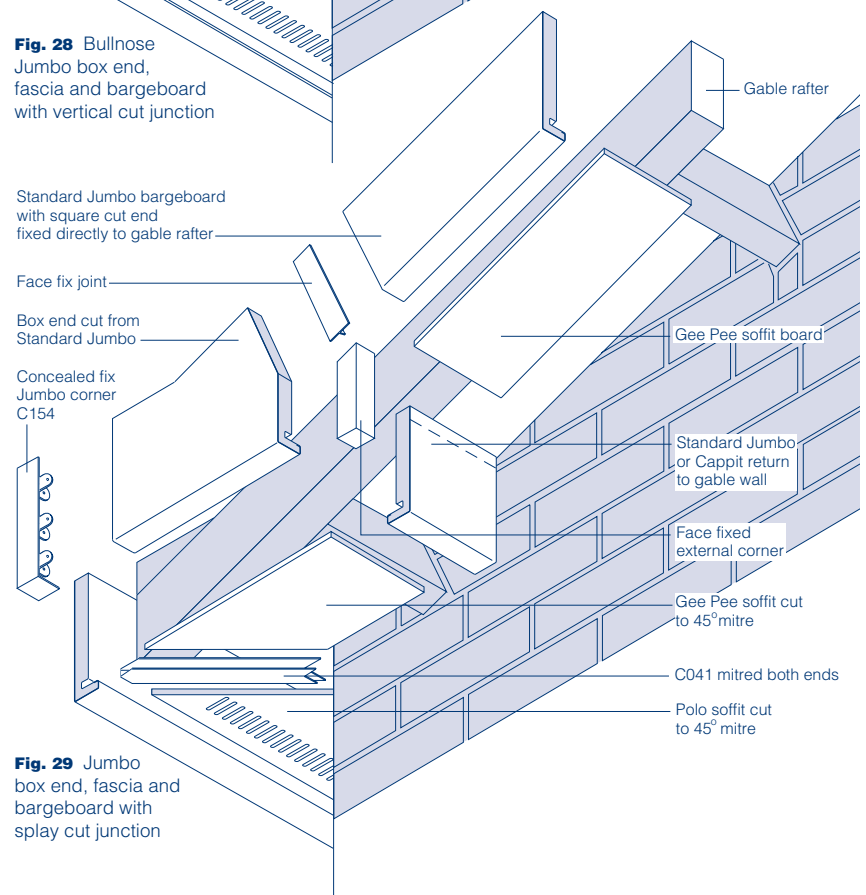 Fig. 28 Bullnose
Jumbo box end,
fascia and bargeboard
with vertical cut junction
Gable rafter
Standard Jumbo bargeboard
with square cut end
fixed directly to gable rafter
Face fix joint
Box end cut from
Standard Jumbo
Concealed fix
Jumbo corner
C154
Gee Pee soffit board
Standard Jumbo
or Cappit return
to gable wall
Face fixed
external corner
Gee Pee soffit cut
to 45° mitre
C041 mitred both ends
Polo soffit cut
to 45° mitre
Fig. 29 Jumbo
box end, fascia and
bargeboard with
splay cut junction